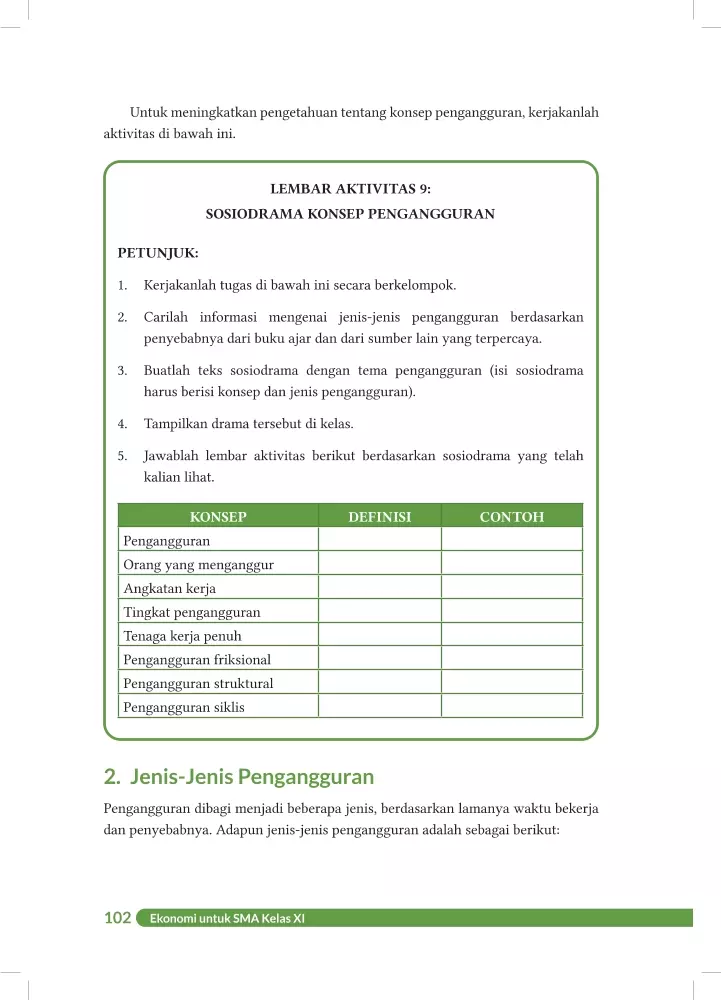 Untuk meningkatkan pengetahuan tentang konsep pengangguran, kerjakanlah
aktivitas di bawah ini.
LEMBAR AKTIVITAS 9:
SOSIODRAMA KONSEP PENGANGGURAN
PETUNJUK:
1. Kerjakanlah tugas di bawah ini secara berkelompok.
2. Carilah informasi mengenai jenis-jenis pengangguran berdasarkan
penyebabnya dari buku ajar dan dari sumber lain yang terpercaya.
3. Buatlah teks sosiodrama dengan tema pengangguran (isi sosiodrama
harus berisi konsep dan jenis pengangguran).
4. Tampilkan drama tersebut di kelas.
5. Jawablah lembar aktivitas berikut berdasarkan sosiodrama yang telah
kalian lihat.
KONSEP DEFINISI CONTOH
Pengangguran
Orang yang menganggur
Angkatan kerja
Tingkat pengangguran
Tenaga kerja penuh
Pengangguran friksional
Pengangguran struktural
Pengangguran siklis
2. Jenis-Jenis Pengangguran
Pengangguran dibagi menjadi beberapa jenis, berdasarkan lamanya waktu bekerja
dan penyebabnya. Adapun jenis-jenis pengangguran adalah sebagai berikut:
102 Ekonomi untuk SMA Kelas XI